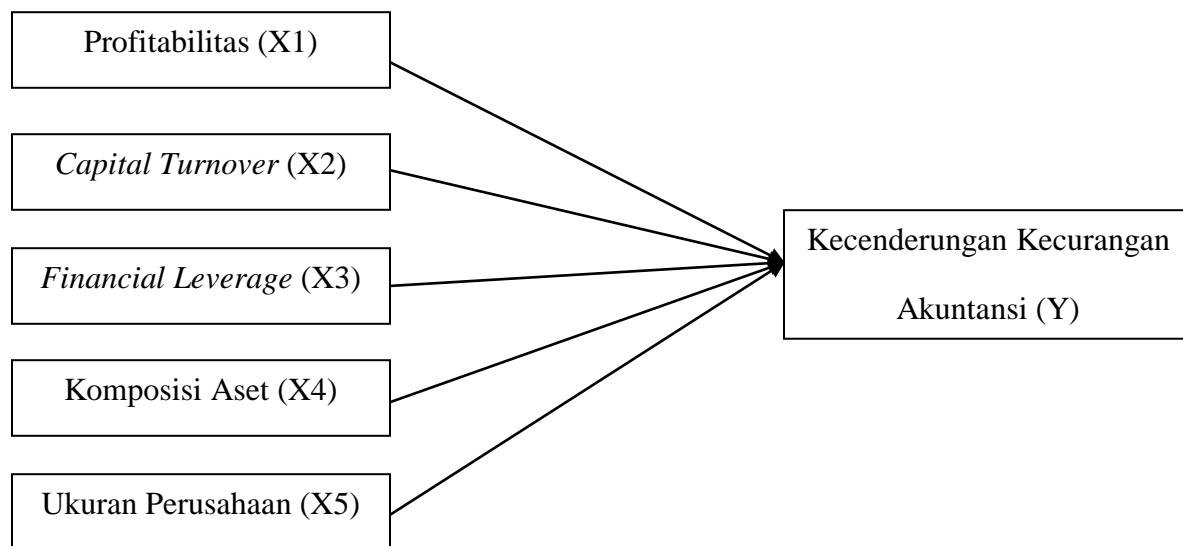 Profitabilitas (X1)
Capital Turnover (X2)
Financial Leverage (X3)
Komposisi Aset (X4)
Ukuran Perusahaan (X5)
Kecenderungan Kecurangan
Akuntansi (Y)